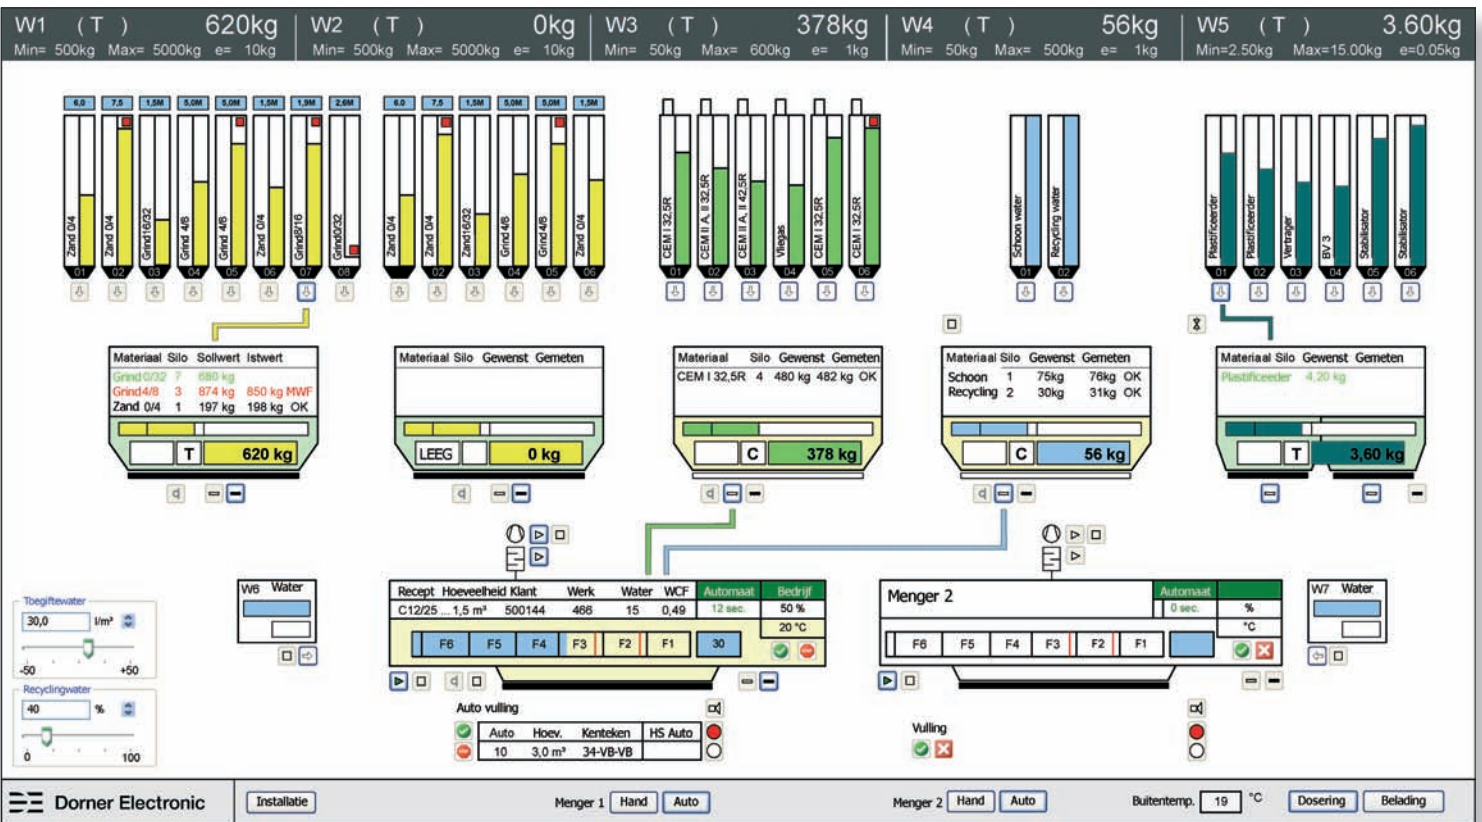 W1 ( T ) 620kg W2 ( T ) 0kg W3 ( T ) 378kg W4 ( T ) 56kg W5 ( T ) 3.60kg
Min= 500kg Max= 5000kg e= 10kg Min= 500kg Max= 5000kg e= 10kg Min= 50kg Max= 600kg e= 1kg Min= 50kg Max= 500kg e= 1kg Min=2.50kg Max=15.00kg e=0.05kg
6,0 7,5 1,5M 5,0M 5,0M 1,5M 1,9M 2,6M 6.0 7,5 1,5M 5,0M 5,0M 1,5M
Zand 0/4 Zand 0/4 Grind16/32 Grind 4/8 Grind 4/8 Zand 0/4 Grind8/16 Grind0/32
Zand 0/4 Zand 0/4 Zand16/32 Grind 4/8 Grind 4/8 Zand 0/4
CEM I 32,5R CEM II A, II 32,5R CEM II A, II 42,5R Vliegas CEM I 32,5R CEM I 32,5R
Schoon water Recycling water
Plastificeerder Plastificeerder Vertrager BV 3 Stabilisator Stabilisator
01 02 03 04 05 06 07 08 01 02 03 04 05 06 01 02 03 04 05 06 01 02 01 02 03 04 05 06
Materiaal Silo Sollwert Istwert
Grind 0/32 7 680 kg
Grind4/8 3 874 kg 850 kg MWF
Zand 0/4 1 197 kg 198 kg OK
T 620 kg
Materiaal Silo Gewenst Gemeten
LEEG 0 kg
Materiaal Silo Gewenst Gemeten
CEM I 32,5R 4 480 kg 482 kg OK
C 378 kg
Materiaal Silo Gewenst Gemeten
Schoon 1 75kg 76kg OK
Recycling 2 30kg 31kg OK
C 56 kg
Materiaal Silo Gewenst Gemeten
Plastificeeder 4,20 kg
T 3,60 kg
Toegiftewater
30,0 l/m³
-50 +50
Recyclingwater
40 %
0 100
W6 Water
Recept Hoeveelheid Klant Werk Water WCF Automaat Bedrijf
C12/25 ... 1,5 m³ 500144 466 15 0,49 12 sec. 50 %
20 °C
F6 F5 F4 F3 F2 F1 30
Auto vulling
Auto Hoev. Kenteken HS Auto
10 3,0 m³ 34-VB-VB
Menger 2 Automaat
0 sec. %
°C
F6 F5 F4 F3 F2 F1
Vulling
W7 Water
Dorner Electronic Installatie Menger 1 Hand Auto Menger 2 Hand Auto Buitentemp. 19 °C Dosering Belading